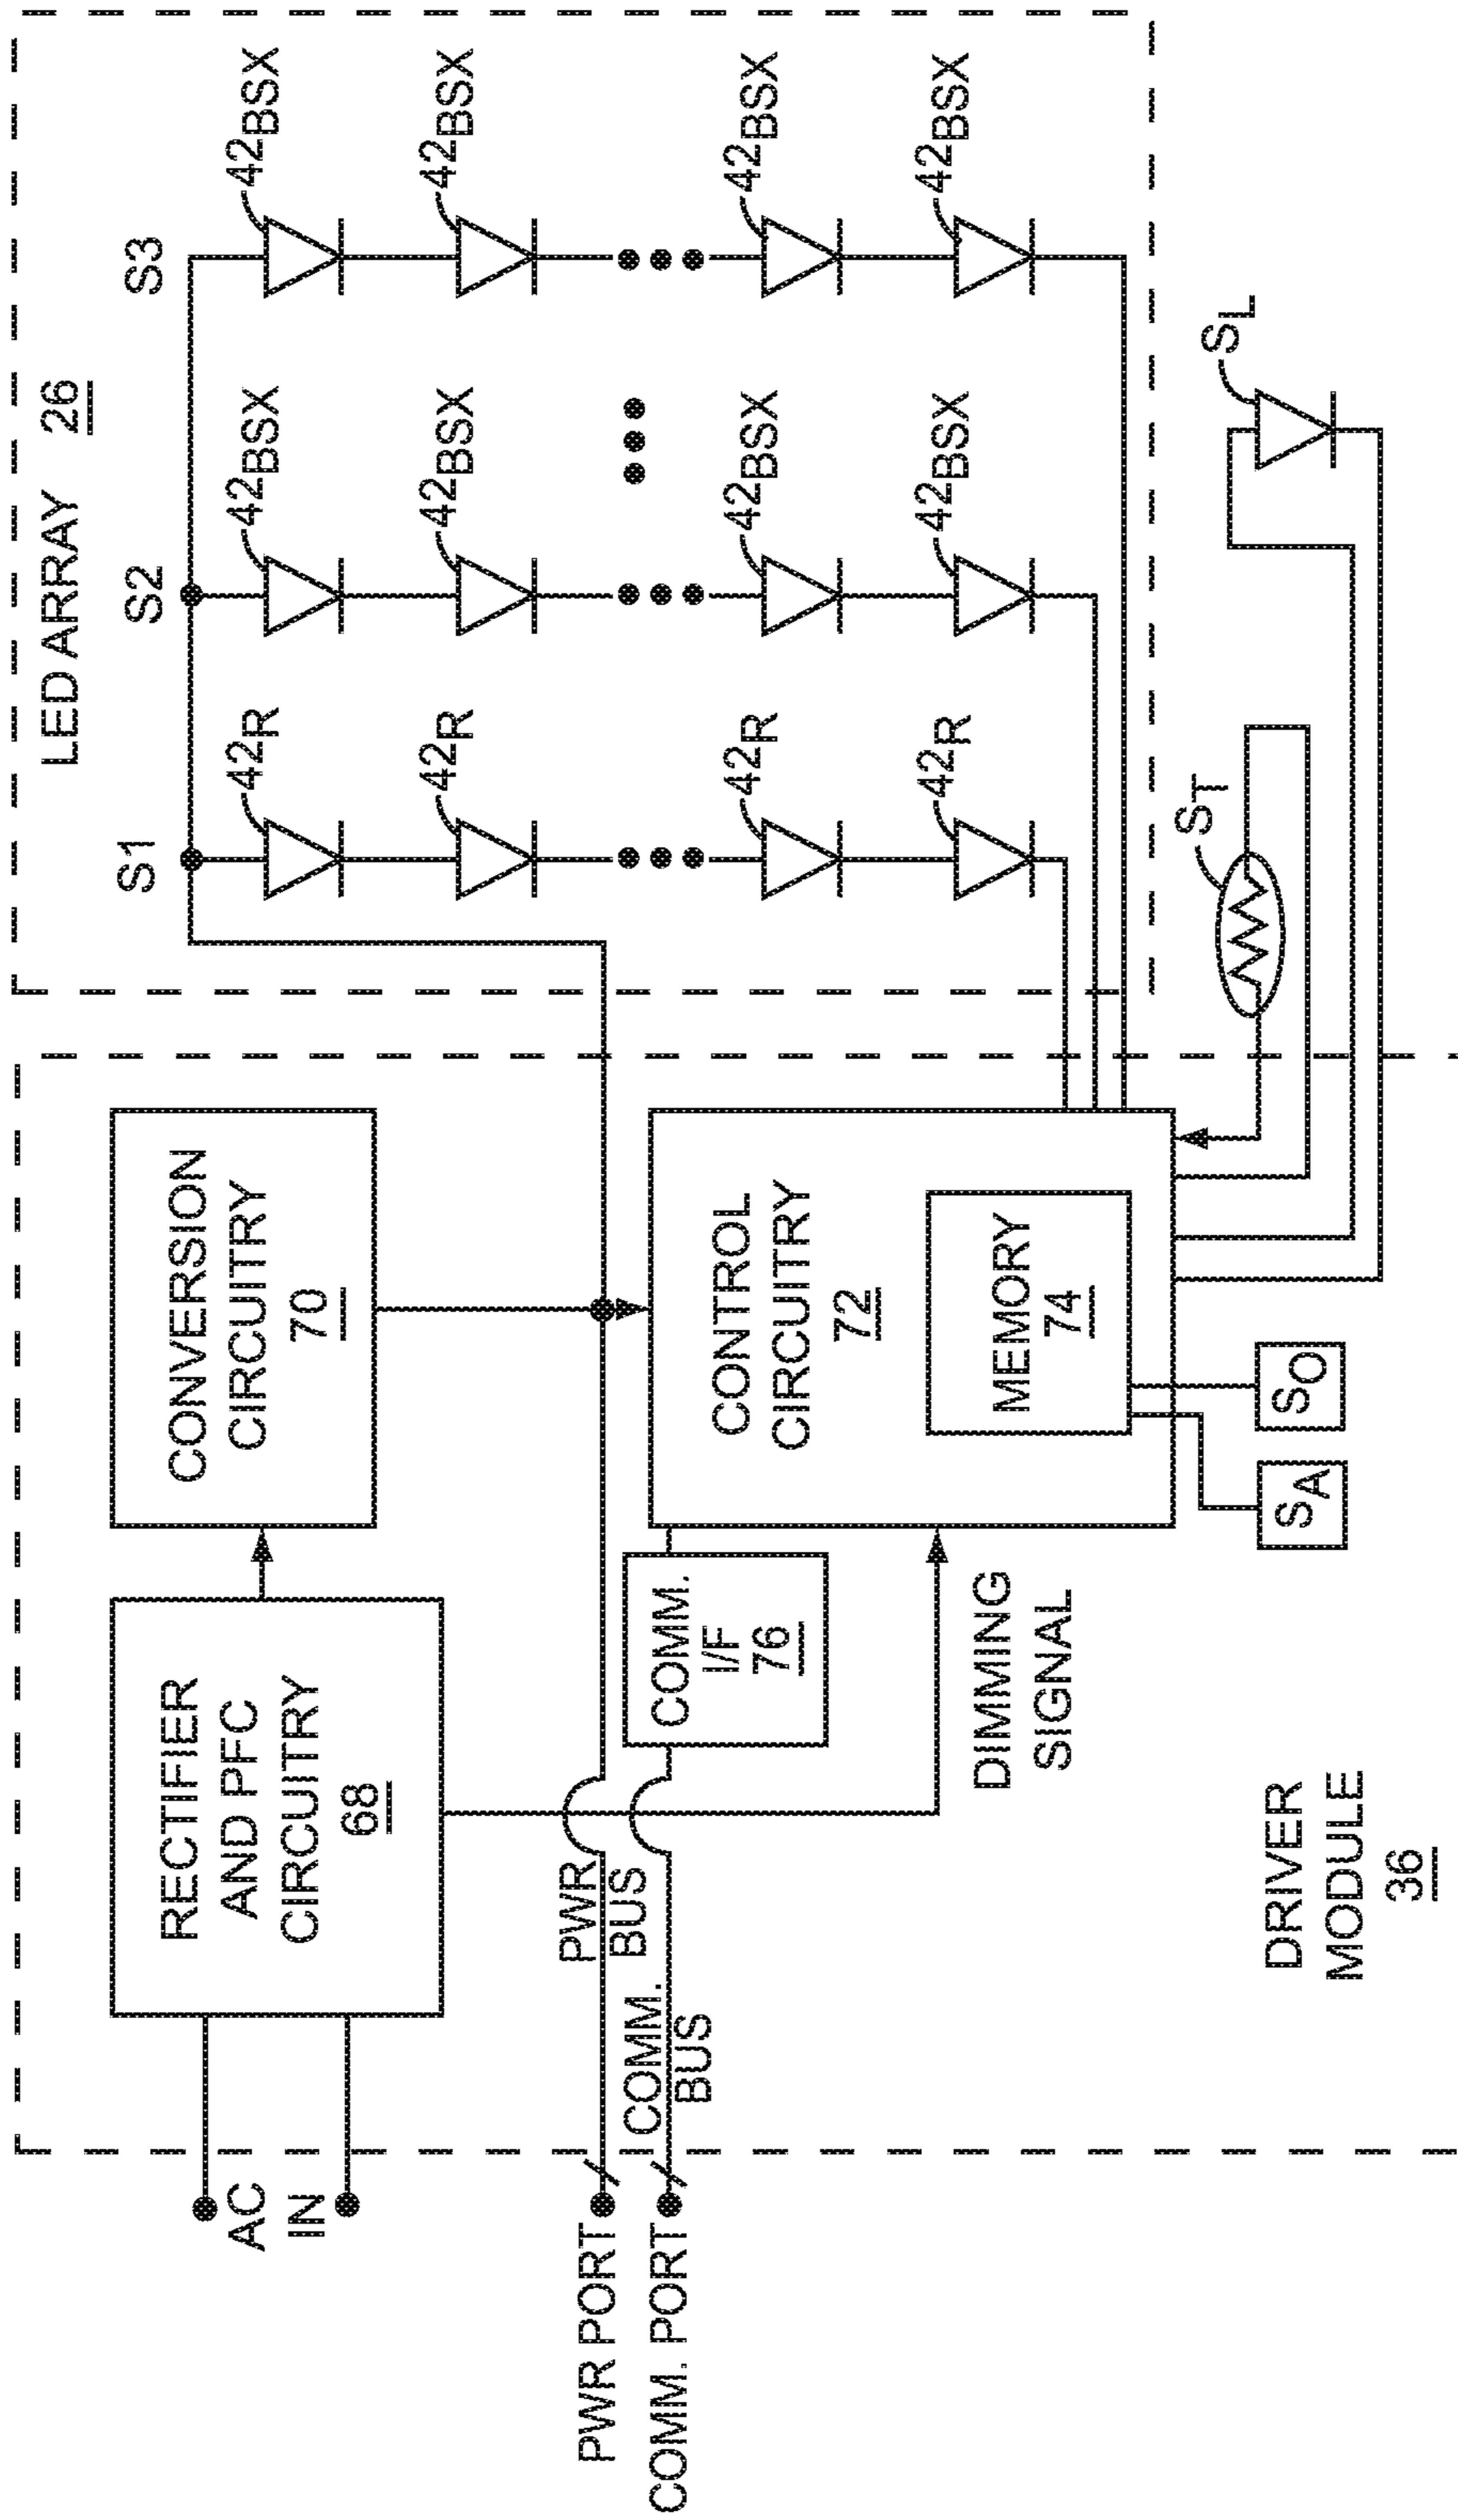 LED ARRAY 26
S1
S2
S3
42R
42BSX
42BSX
42R
42BSX
42BSX
42R
42BSX
42BSX
42R
42BSX
42BSX
CONVERSION
CIRCUITRY
70
RECTIFIER
AND PFC
CIRCUITRY
68
AC
IN
PWR
BUS
COMM.
BUS
PWR PORT
COMM. PORT
COMM.
I/F
76
CONTROL
CIRCUITRY
72
MEMORY
74
DIMMING
SIGNAL
ST
SL
SA
SO
DRIVER
MODULE
36